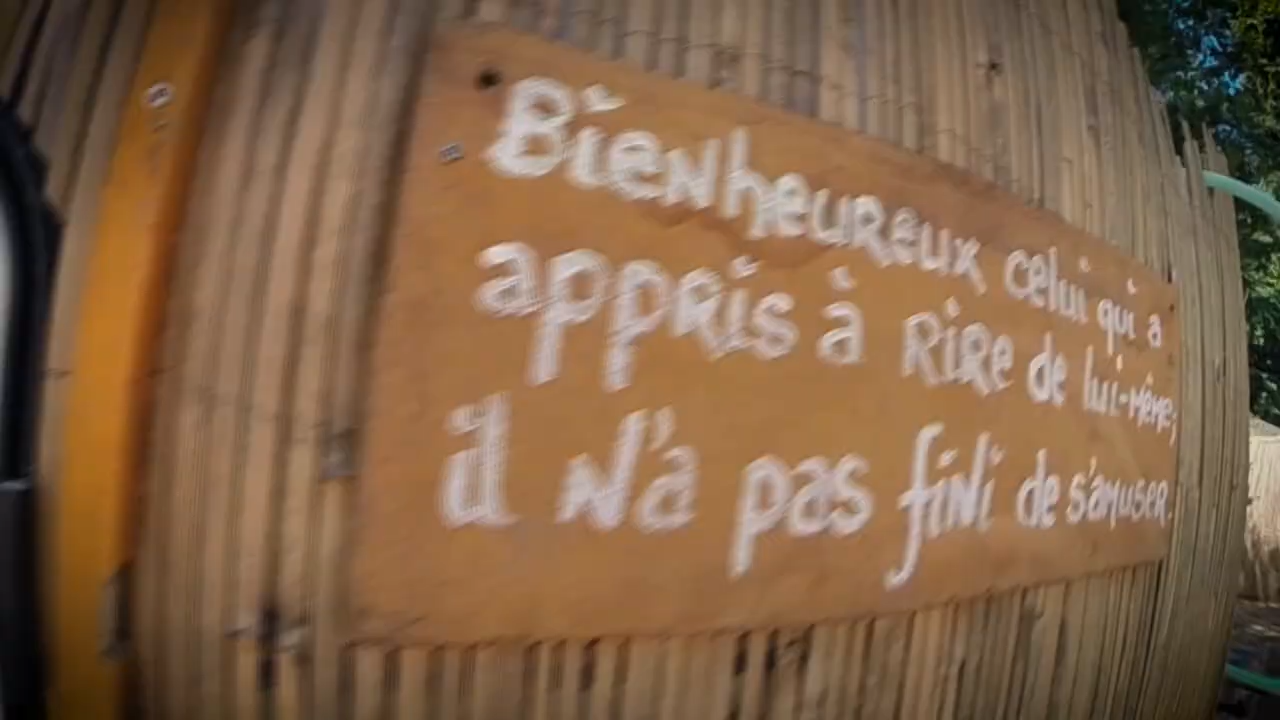 Bienheureux celui qui a
appris à rire de lui-même;
il n'a pas fini de s'amuser.